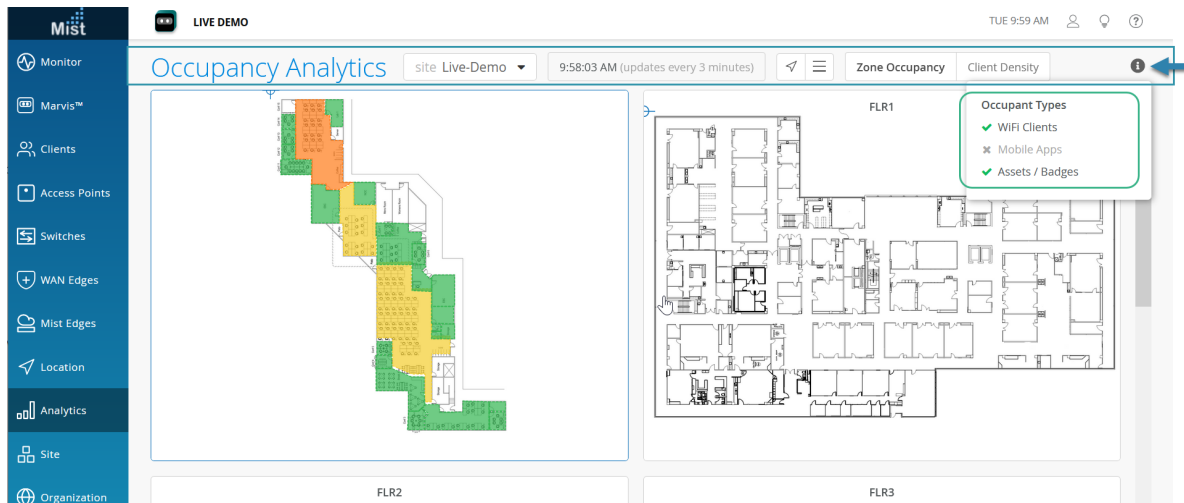 Mist
LIVE DEMO
TUE 9:59 AM
Monitor
Marvis™
Clients
Access Points
Switches
WAN Edges
Mist Edges
Location
Analytics
Site
Organization
Occupancy Analytics
site Live-Demo
9:58:03 AM (updates every 3 minutes)
Zone Occupancy
Client Density
Occupant Types
WiFi Clients
Mobile Apps
Assets / Badges
FLR1
FLR2
FLR3